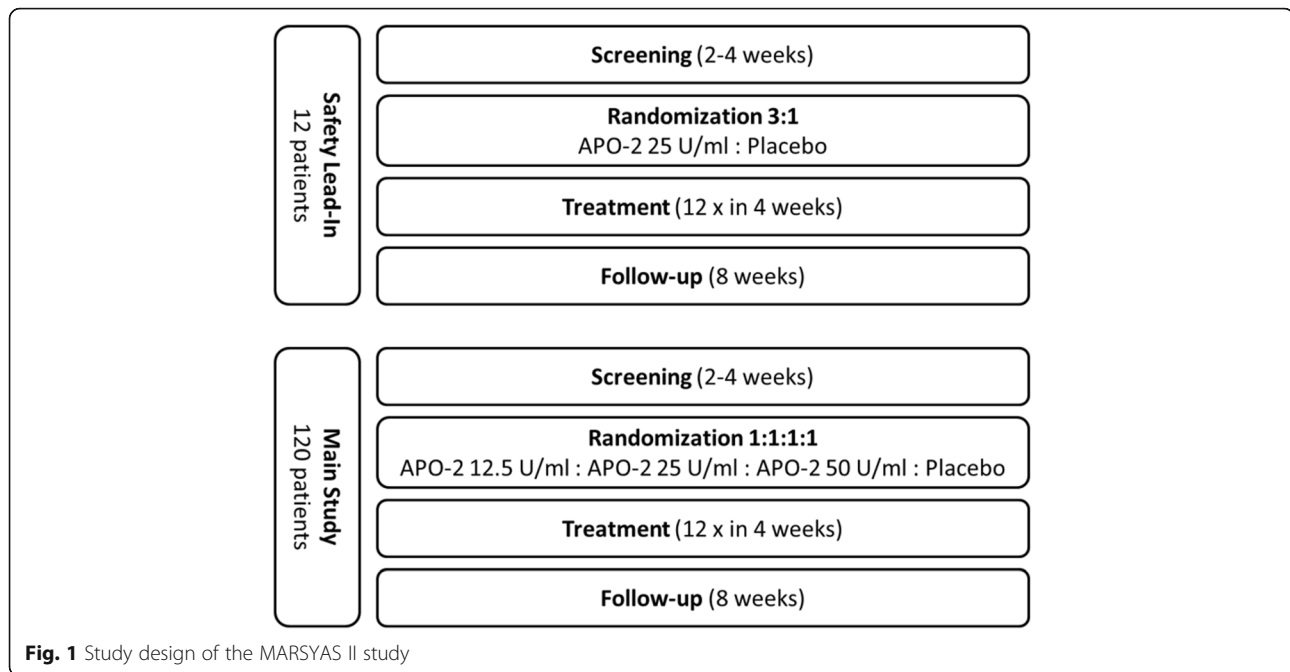 Safety Lead-In
12 patients
Screening (2-4 weeks)
Randomization 3:1
APO-2 25 U/ml : Placebo
Treatment (12 x in 4 weeks)
Follow-up (8 weeks)
Main Study
120 patients
Screening (2-4 weeks)
Randomization 1:1:1:1
APO-2 12.5 U/ml : APO-2 25 U/ml : APO-2 50 U/ml : Placebo
Treatment (12 x in 4 weeks)
Follow-up (8 weeks)
Fig. 1 Study design of the MARSYAS II study